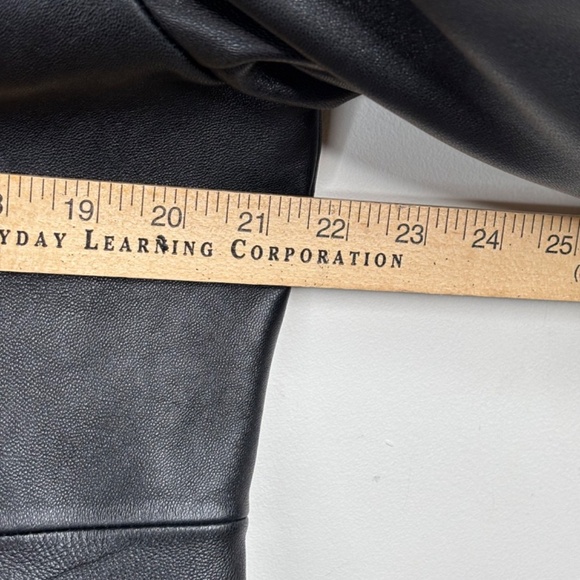 19 20 21 22 23 24 25
YDAY LEARNING CORPORATION